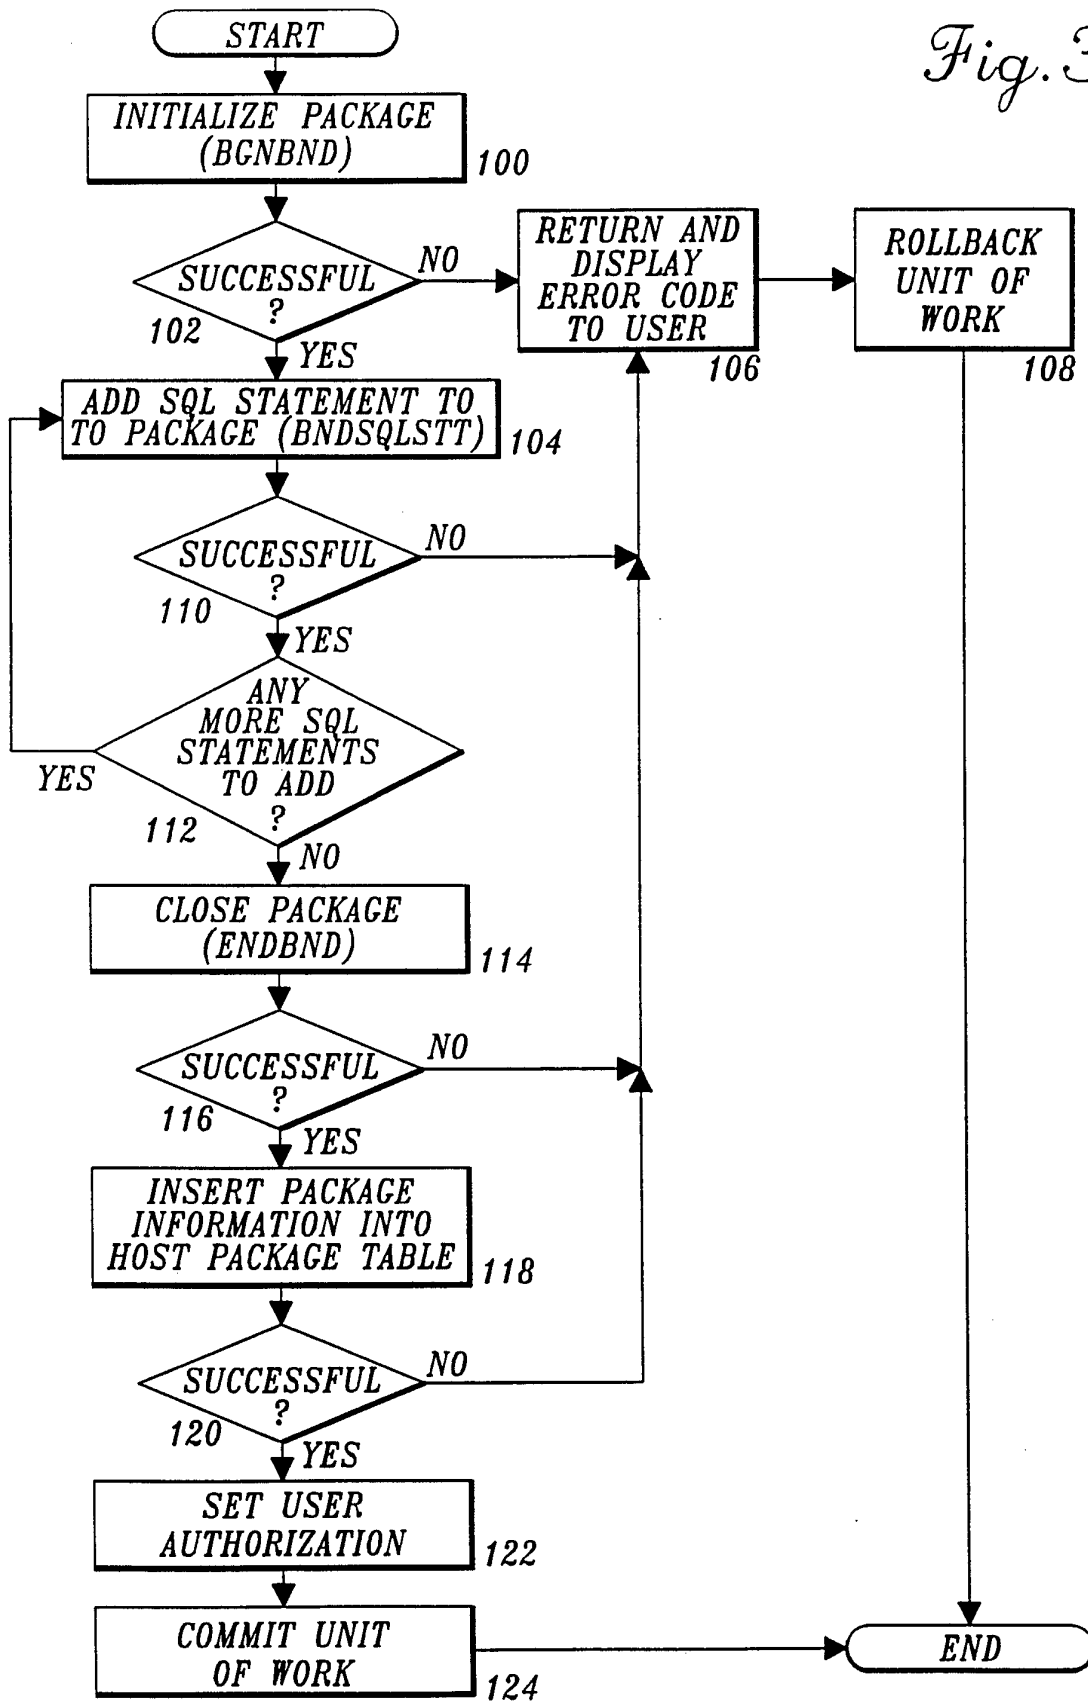 START
Fig. 3
INITIALIZE PACKAGE
(BGNBND)
100
SUCCESSFUL
?
102
NO
YES
RETURN AND
DISPLAY
ERROR CODE
TO USER
106
ROLLBACK
UNIT OF
WORK
108
ADD SQL STATEMENT TO
TO PACKAGE (BNDSQLSTT)
104
SUCCESSFUL
?
110
NO
YES
ANY
MORE SQL
STATEMENTS
TO ADD
?
YES
112
NO
CLOSE PACKAGE
(ENDBND)
114
SUCCESSFUL
?
116
NO
YES
INSERT PACKAGE
INFORMATION INTO
HOST PACKAGE TABLE
118
SUCCESSFUL
?
120
NO
YES
SET USER
AUTHORIZATION
122
COMMIT UNIT
OF WORK
124
END